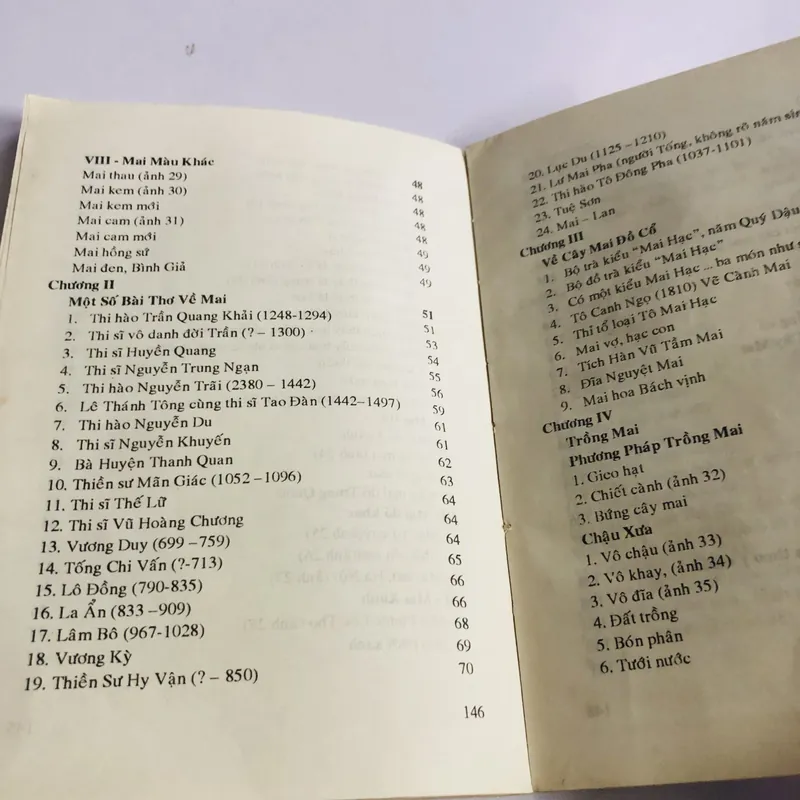 VIII - Mai Màu Khác
Mai thau (ảnh 29) 48
Mai kem (ảnh 30) 48
Mai kem mới 48
Mai cam (ảnh 31) 48
Mai cam mới 48
Mai hồng sứ 49
Mai đen, Bình Giả 49
Chương II 49
Một Số Bài Thơ Về Mai
1. Thi hào Trần Quang Khải (1248-1294) 51
2. Thi sĩ vô danh đời Trần (? – 1300) 51
3. Thi sĩ Huyền Quang 53
4. Thi sĩ Nguyễn Trung Ngạn 54
5. Thi hào Nguyễn Trãi (2380 – 1442) 55
6. Lê Thánh Tông cùng thi sĩ Tao Đàn (1442–1497) 56
7. Thi hào Nguyễn Du 59
8. Thi sĩ Nguyễn Khuyến 61
9. Bà Huyện Thanh Quan 61
10. Thiền sư Mãn Giác (1052 – 1096) 62
11. Thi sĩ Thế Lữ 63
12. Thi sĩ Vũ Hoàng Chương 64
13. Vương Duy (699 –759) 64
14. Tống Chi Vấn (?-713) 64
15. Lô Đồng (790-835) 65
16. La Ẩn (833 –909) 66
17. Lâm Bô (967-1028) 66
18. Vương Kỳ 68
19. Thiền Sư Hy Vận (? – 850) 69
70
146
20. Lục Du (1125 – 1210)
21. Lư Mai Pha (người Tống, không rõ năm sin
22. Thi hào Tô Đông Pha (1037-1101)
23. Tuệ Sơn
24. Mai – Lan
Chương III
Về Cây Mai Đồ Cổ
1. Bộ trà kiểu “Mai Hạc”, năm Quý Dậu
2. Bộ đồ trà kiểu “Mai Hạc”
3. Có một kiểu Mai Hạc ... ba món như s
4. Tô Canh Ngọ (1810) Vẽ Cành Mai
5. Thi tổ loại Tô Mai Hạc
6. Mai vợ, hạc con
7. Tích Hàn Vũ Tầm Mai
8. Đĩa Nguyệt Mai
9. Mai hoa Bách vịnh
Chương IV
Trồng Mai
Phương Pháp Trồng Mai
1. Gieo hạt
2. Chiết cành (ảnh 32)
3. Bứng cây mai
Chậu Xưa
1. Vô chậu (ảnh 33)
2. Vô khay, (ảnh 34)
3. Vô đĩa (ảnh 35)
4. Đất trồng
5. Bón phân
6. Tưới nước